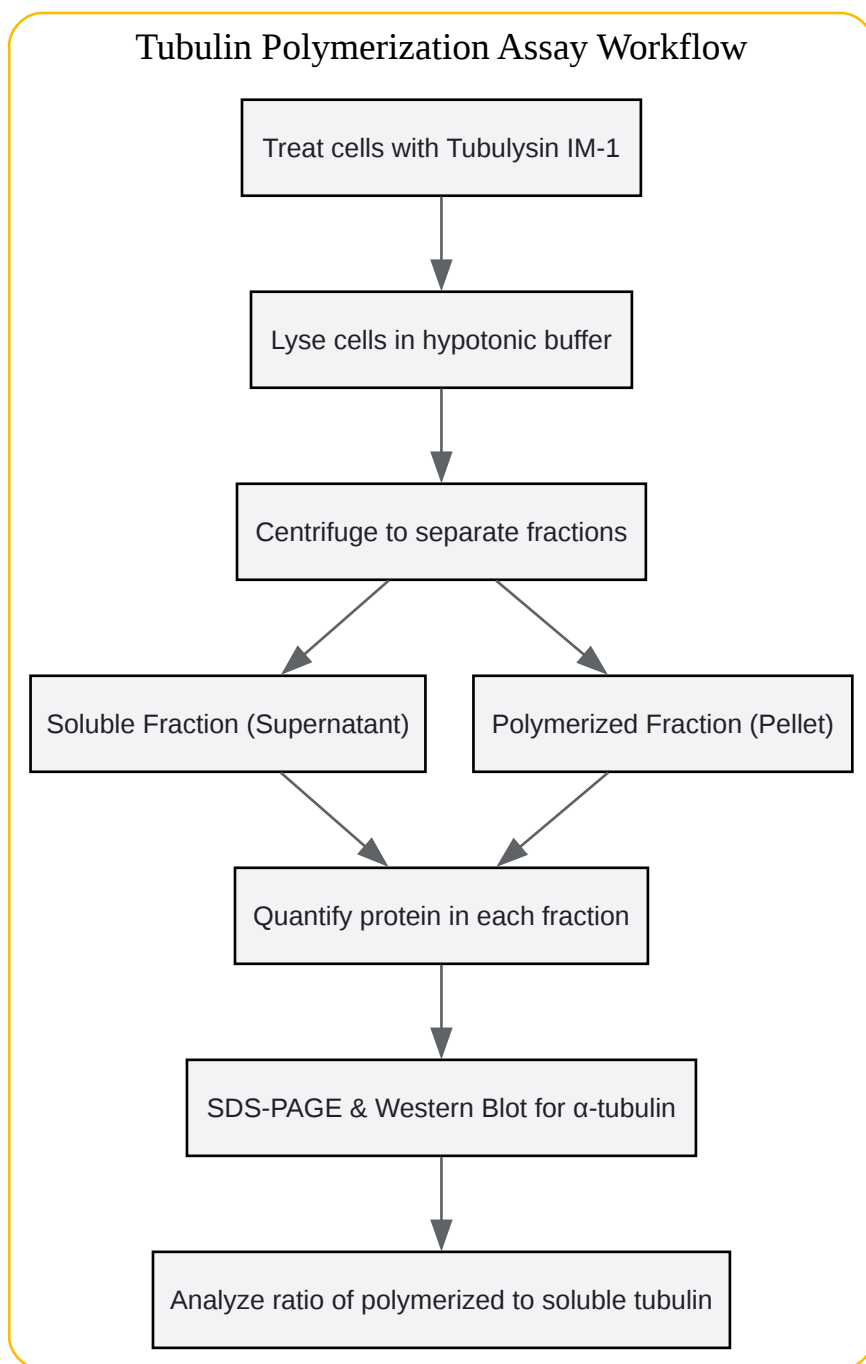 Tubulin Polymerization Assay Workflow
Treat cells with Tubulysin IM-1
Lyse cells in hypotonic buffer
Centrifuge to separate fractions
Soluble Fraction (Supernatant)
Polymerized Fraction (Pellet)
Quantify protein in each fraction
SDS-PAGE & Western Blot for α-tubulin
Analyze ratio of polymerized to soluble tubulin